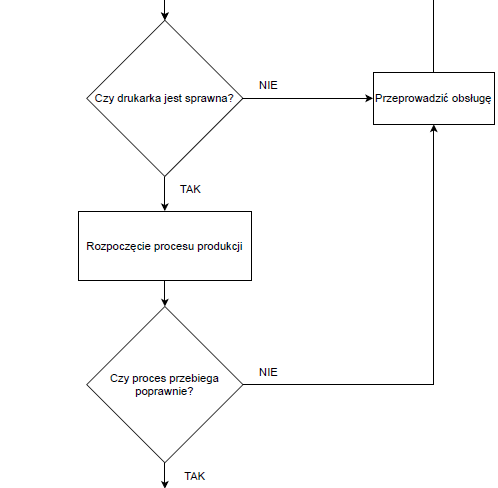 Czy drukarka jest sprawna?
NIE
Przeprowadzić obsługę
TAK
Rozpoczęcie procesu produkcji
Czy proces przebiega
poprawnie?
NIE
TAK